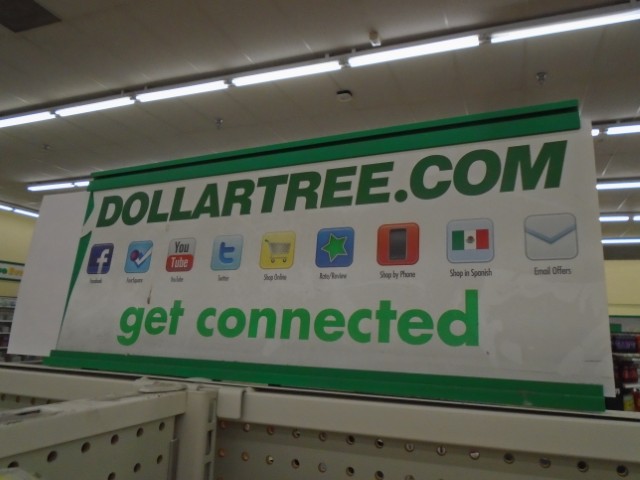 DOLLARTREE.COM
You Tube
Facebook Foursquare YouTube Twitter Shop Online Rate/Review Shop by Phone Shop in Spanish Email Offers
get connected